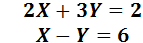 2X + 3Y = 2
X − Y = 6